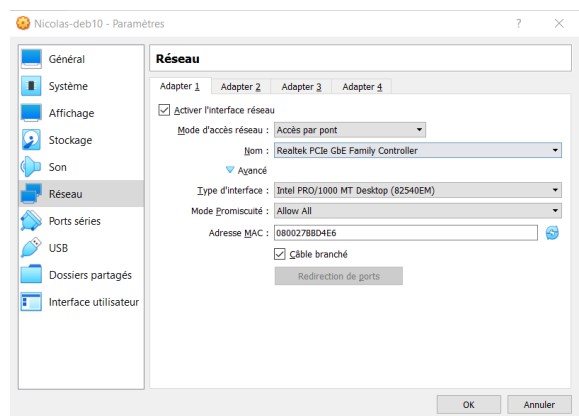 Nicolas-deb10 - Paramètres
Général
Système
Affichage
Stockage
Son
Réseau
Ports séries
USB
Dossiers partagés
Interface utilisateur
Réseau
Adapter 1 Adapter 2 Adapter 3 Adapter 4
Activer l'interface réseau
Mode d'accès réseau : Accès par pont
Nom : Realtek PCIe GbE Family Controller
Avancé
Type d'interface : Intel PRO/1000 MT Desktop (82540EM)
Mode Promiscuité : Allow All
Adresse MAC : 080027BBD4E6
Câble branché
Redirection de ports
OK Annuler